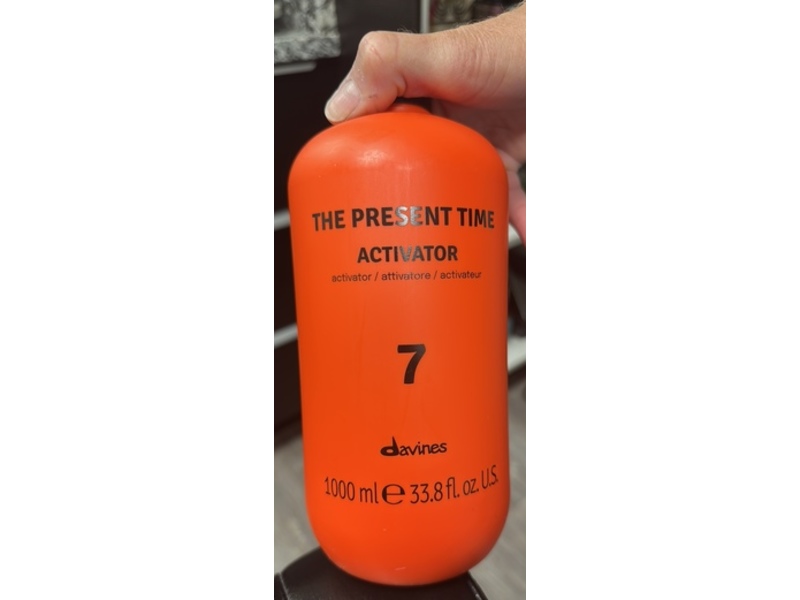 THE PRESENT TIME
ACTIVATOR
activator / attivatore / activateur
7
davines
1000 ml ℮ 33.8 fl. oz. U.S.